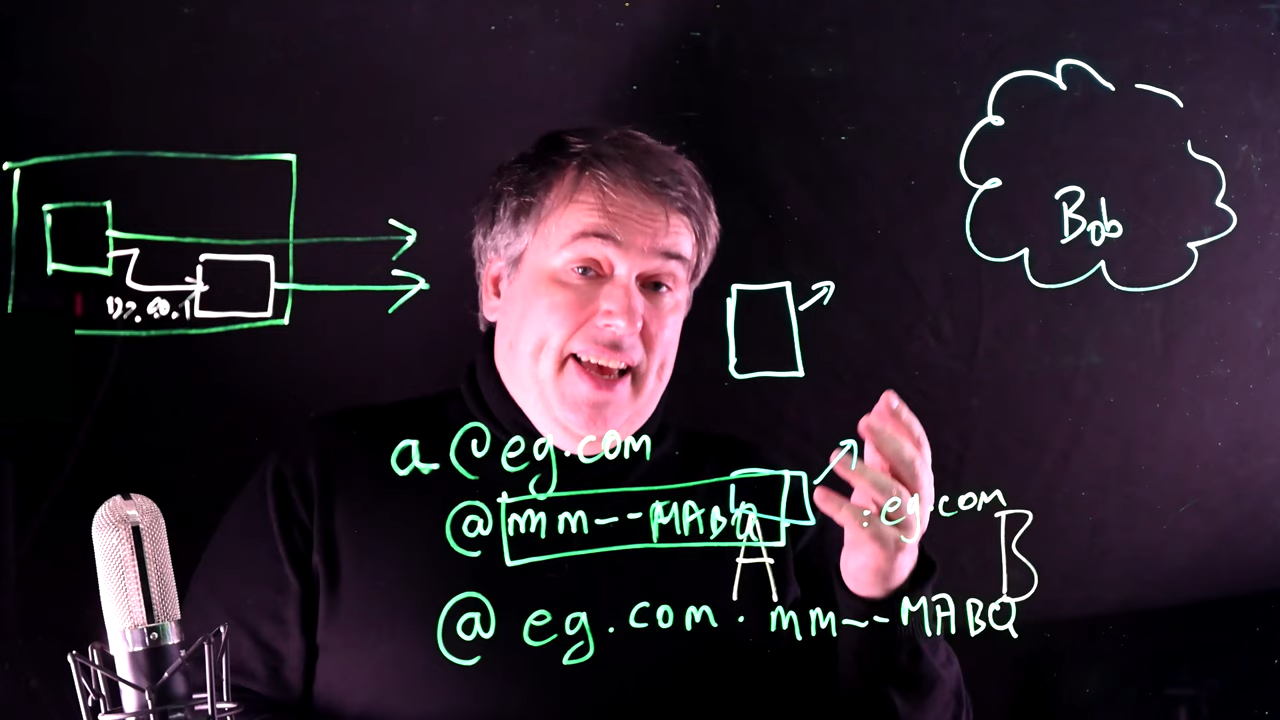 Bob
a @eg.com
@mm--MABQ :eg.com
A
B
@ eg.com.mm--MABQ